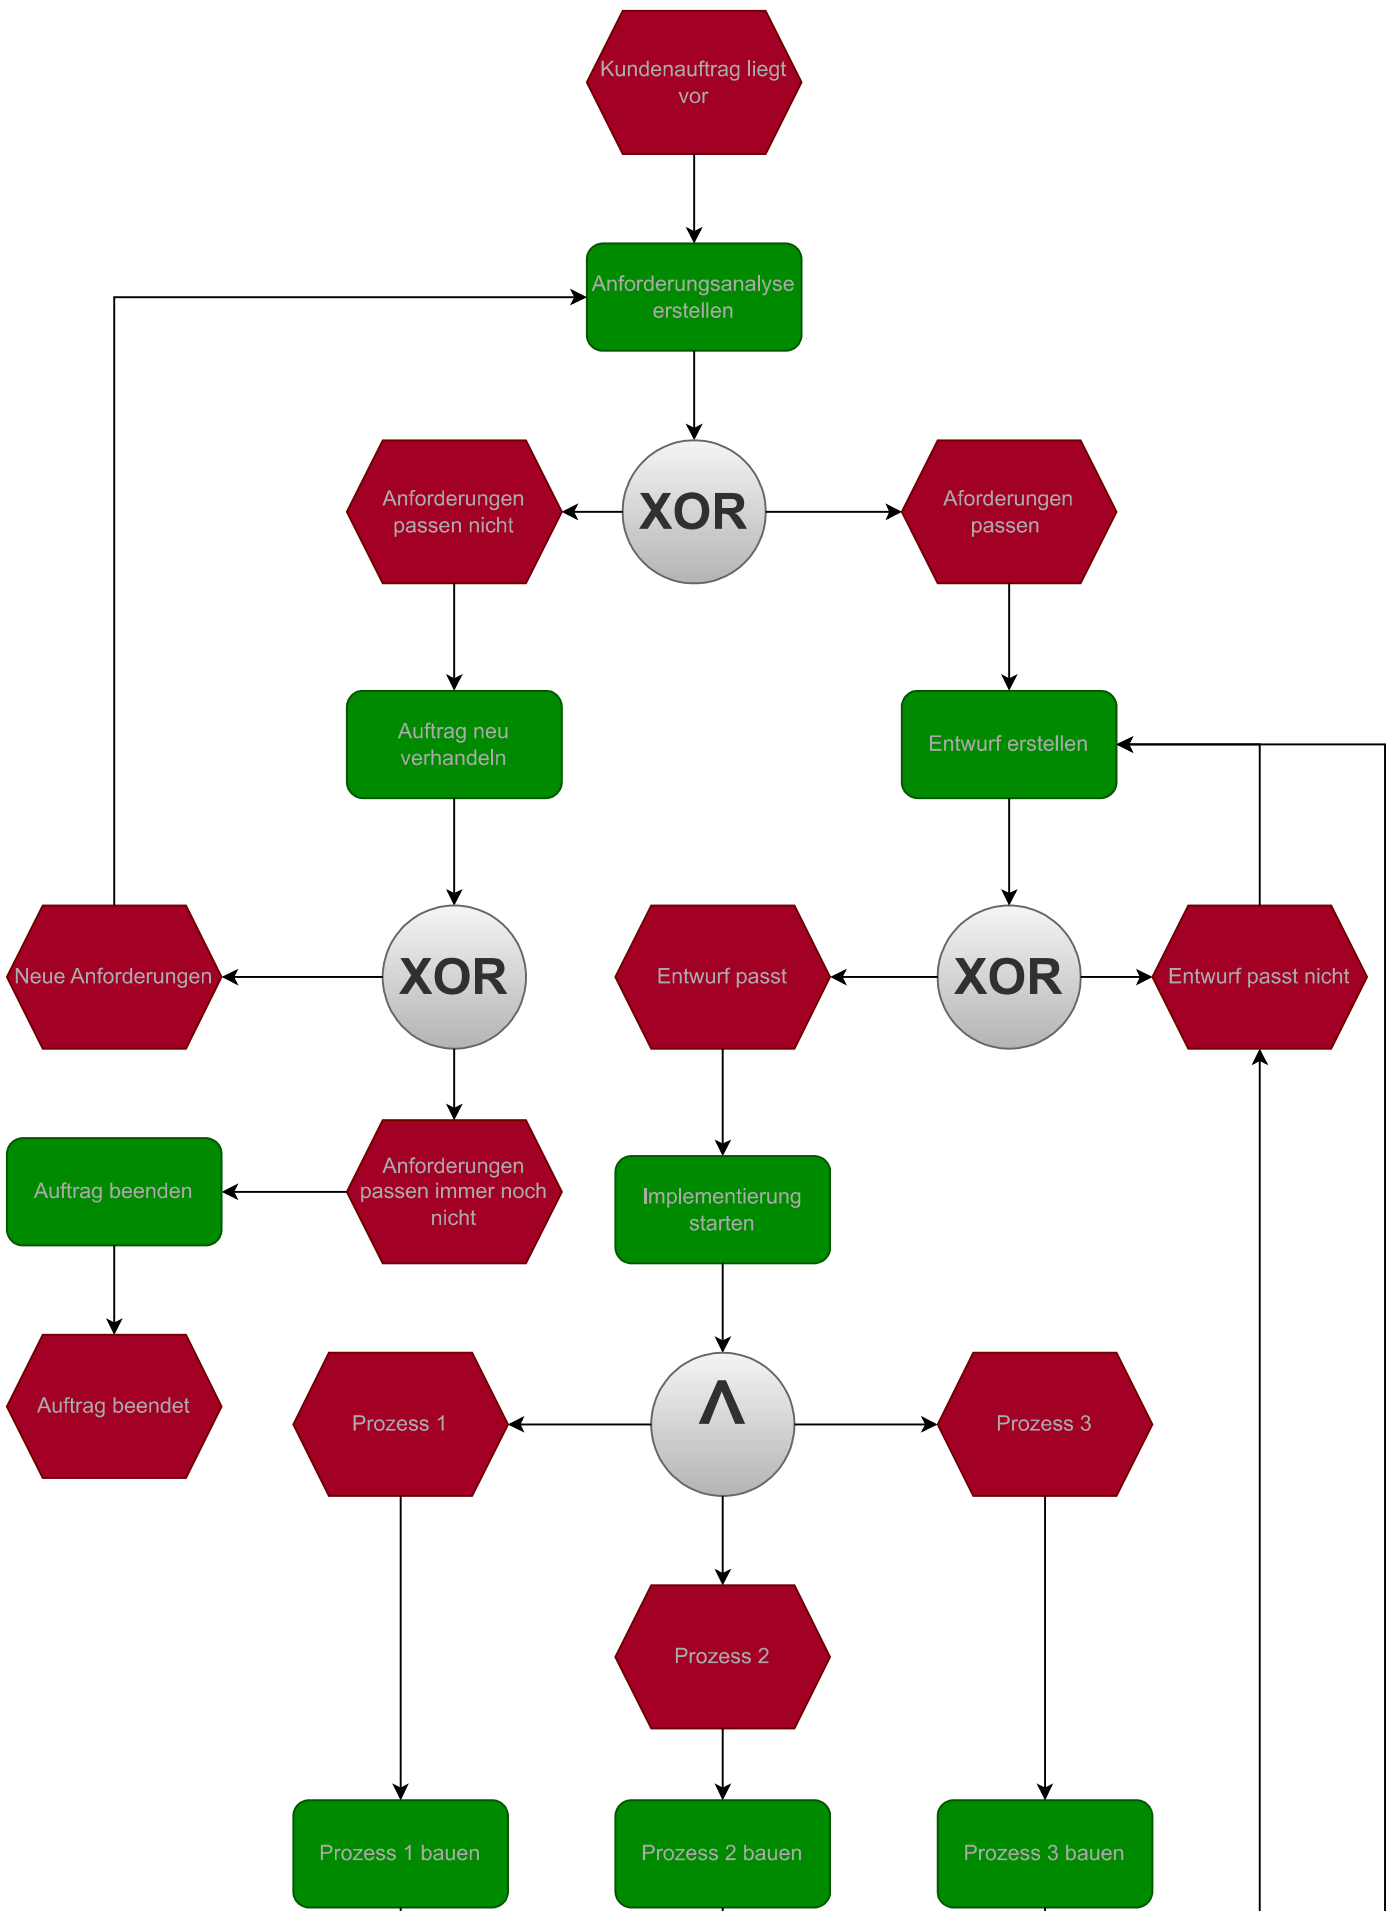 Kundenauftrag liegt
vor
Anforderungsanalyse
erstellen
Anforderungen
passen nicht
XOR
Aforderungen
passen
Auftrag neu
verhandeln
Entwurf erstellen
Neue Anforderungen
XOR
Entwurf passt
XOR
Entwurf passt nicht
Auftrag beenden
Anforderungen
passen immer noch
nicht
Implementierung
starten
Auftrag beendet
Prozess 1
^
Prozess 3
Prozess 2
Prozess 1 bauen
Prozess 2 bauen
Prozess 3 bauen